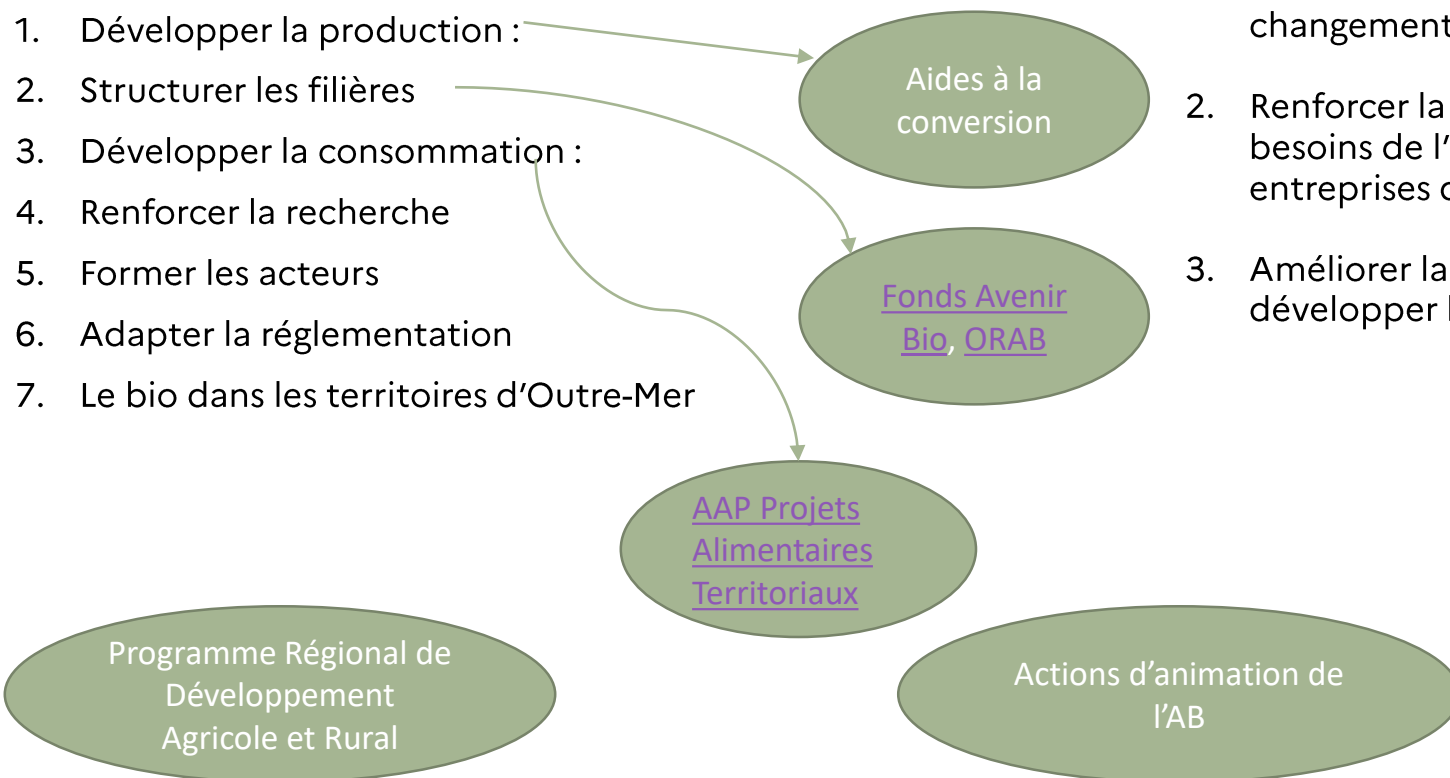 1. Développer la production :
2. Structurer les filières
3. Développer la consommation :
4. Renforcer la recherche
5. Former les acteurs
6. Adapter la réglementation
7. Le bio dans les territoires d’Outre-Mer
Aides à la
conversion
Fonds Avenir
Bio, ORAB
AAP Projets
Alimentaires
Territoriaux
Programme Régional de
Développement
Agricole et Rural
Actions d’animation de
l’AB
changement
2. Renforcer la
besoins de l’
entreprises
3. Améliorer la
développer